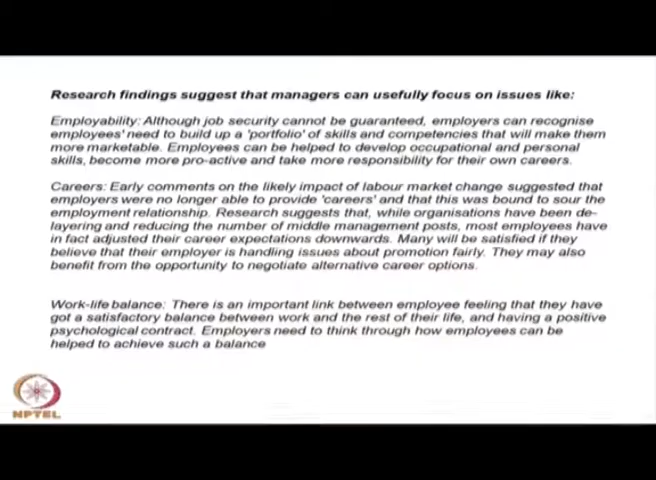 Research findings suggest that managers can usefully focus on issues like:
Employability: Although job security cannot be guaranteed, employers can recognise
employees' need to build up a 'portfolio' of skills and competencies that will make them
more marketable. Employees can be helped to develop occupational and personal
skills, become more pro-active and take more responsibility for their own careers.
Careers: Early comments on the likely impact of labour market change suggested that
employers were no longer able to provide 'careers' and that this was bound to sour the
employment relationship. Research suggests that, while organisations have been de-
layering and reducing the number of middle management posts, most employees have
in fact adjusted their career expectations downwards. Many will be satisfied if they
believe that their employer is handling issues about promotion fairly. They may also
benefit from the opportunity to negotiate alternative career options.
Work-life balance: There is an important link between employee feeling that they have
got a satisfactory balance between work and the rest of their life, and having a positive
psychological contract. Employers need to think through how employees can be
helped to achieve such a balance
NPTEL